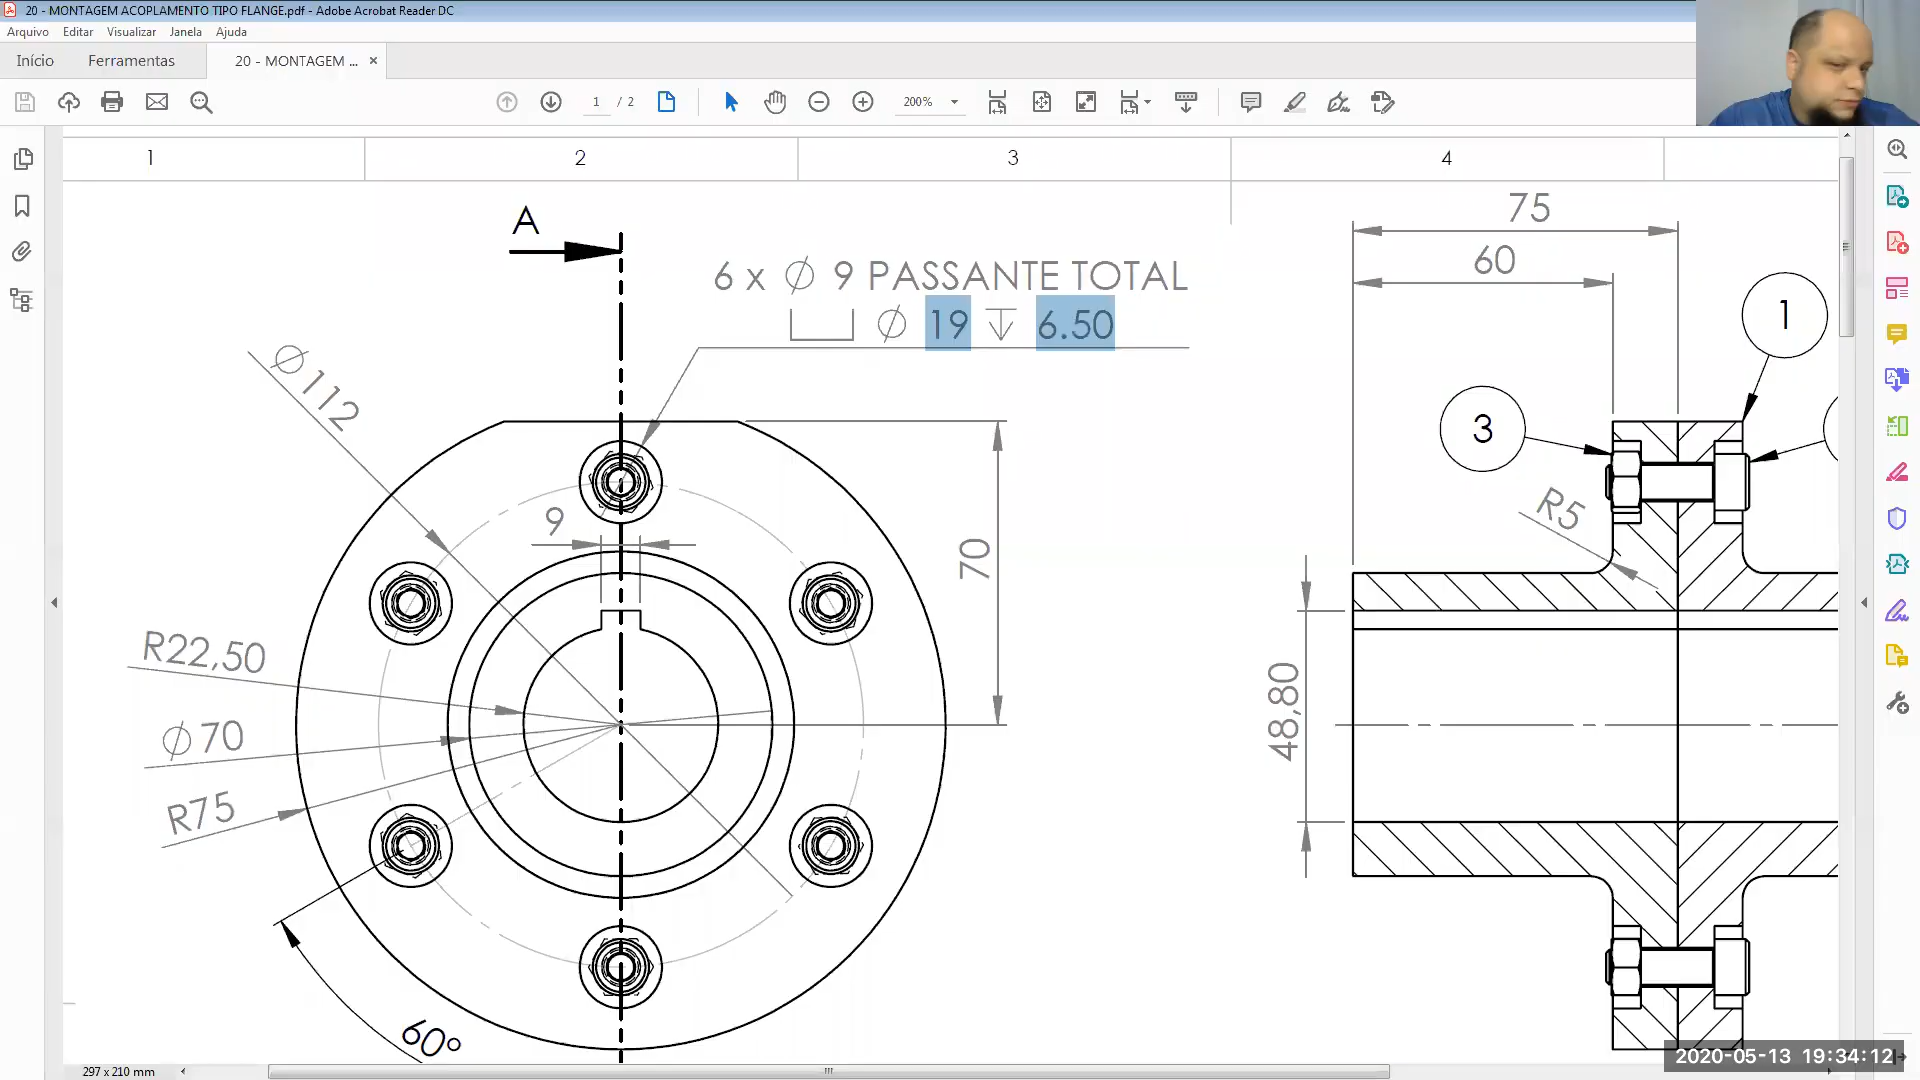 20 - MONTAGEM ACOPLAMENTO TIPO FLANGE.pdf - Adobe Acrobat Reader DC
Arquivo Editar Visualizar Janela Ajuda
Início Ferramentas 20 - MONTAGEM ... ×
1 / 2 200%
1 2 3 4
A
6 x ∅ 9 PASSANTE TOTAL
⌴ ∅ 19 ↧ 6.50
75
60
1
3
∅112
9
70
R5
R22,50
∅70
R75
48,80
60°
2020-05-13 19:34:12
297 x 210 mm